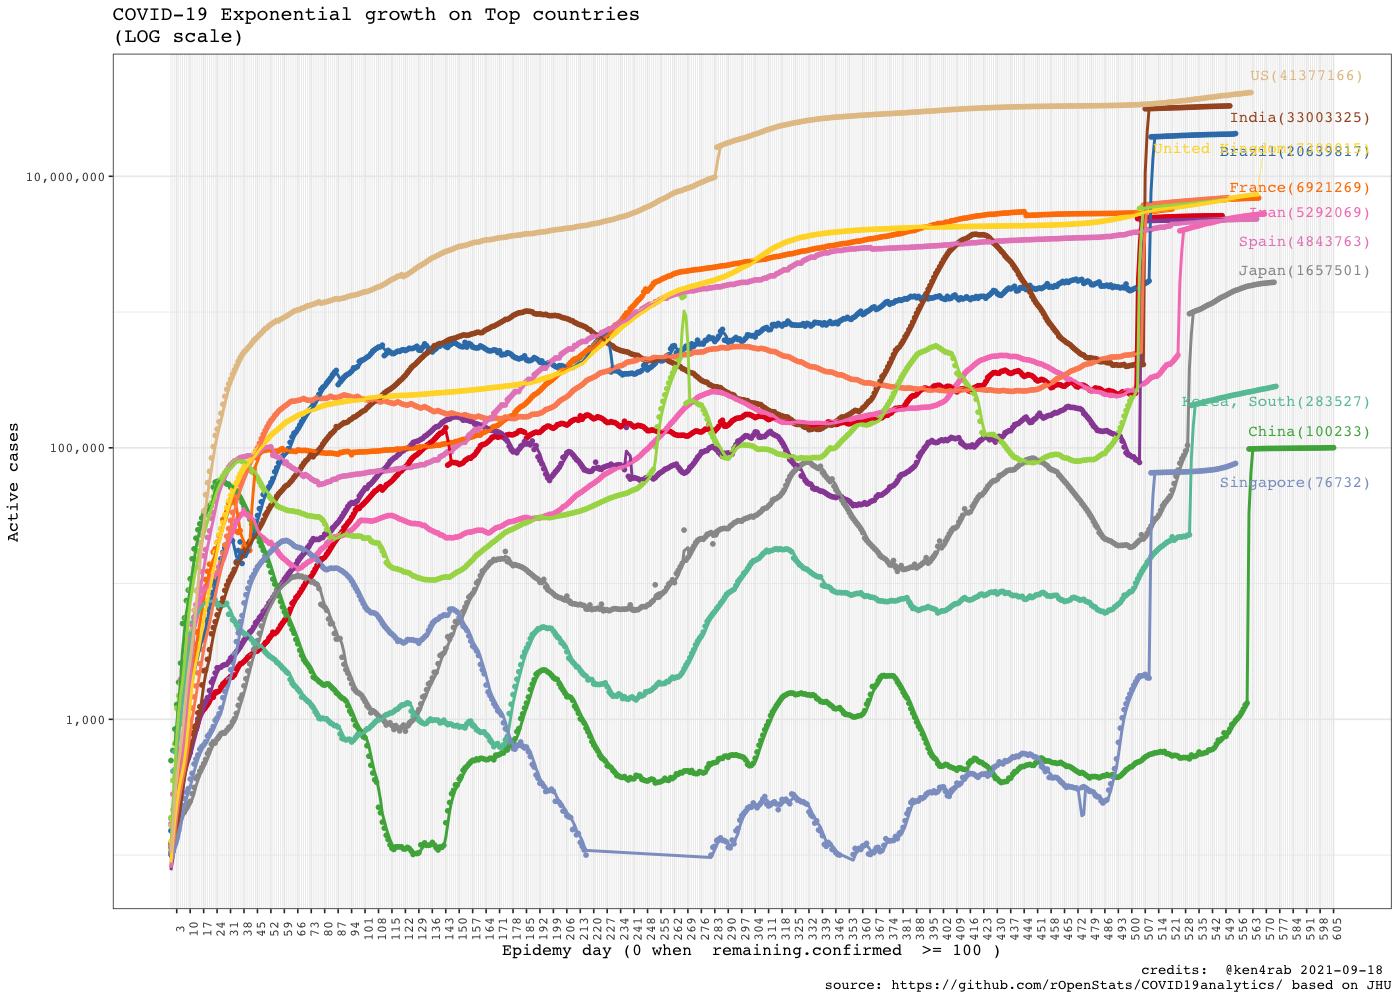 COVID-19 Exponential growth on Top countries
(LOG scale)
US(41377166)
India(33003325)
United
Brazil(20639817)
France(6921269)
Iran(5292069)
Spain(4843763)
Japan(1657501)
Korea, South(283527)
China(100233)
Singapore(76732)
10,000,000
100,000
1,000
Active cases
3 10 17 24 31 38 45 52 59 66 73 80 87 94 101 108 115 122 129 136 143 150 157 164 171 178 185 192 199 206 213 220 227 234 241 248 255 262 269 276 283 290 297 304 311 318 325 332 339 346 353 360 367 374 381 388 395 402 409 416 423 430 437 444 451 458 465 472 479 486 493 500 507 514 521 528 535 542 549 556 563 570 577 584 591 598 605
Epidemy day (0 when remaining.confirmed >= 100 )
credits: @ken4rab 2021-09-18
source: https://github.com/rOpenStats/COVID19analytics/ based on JHU